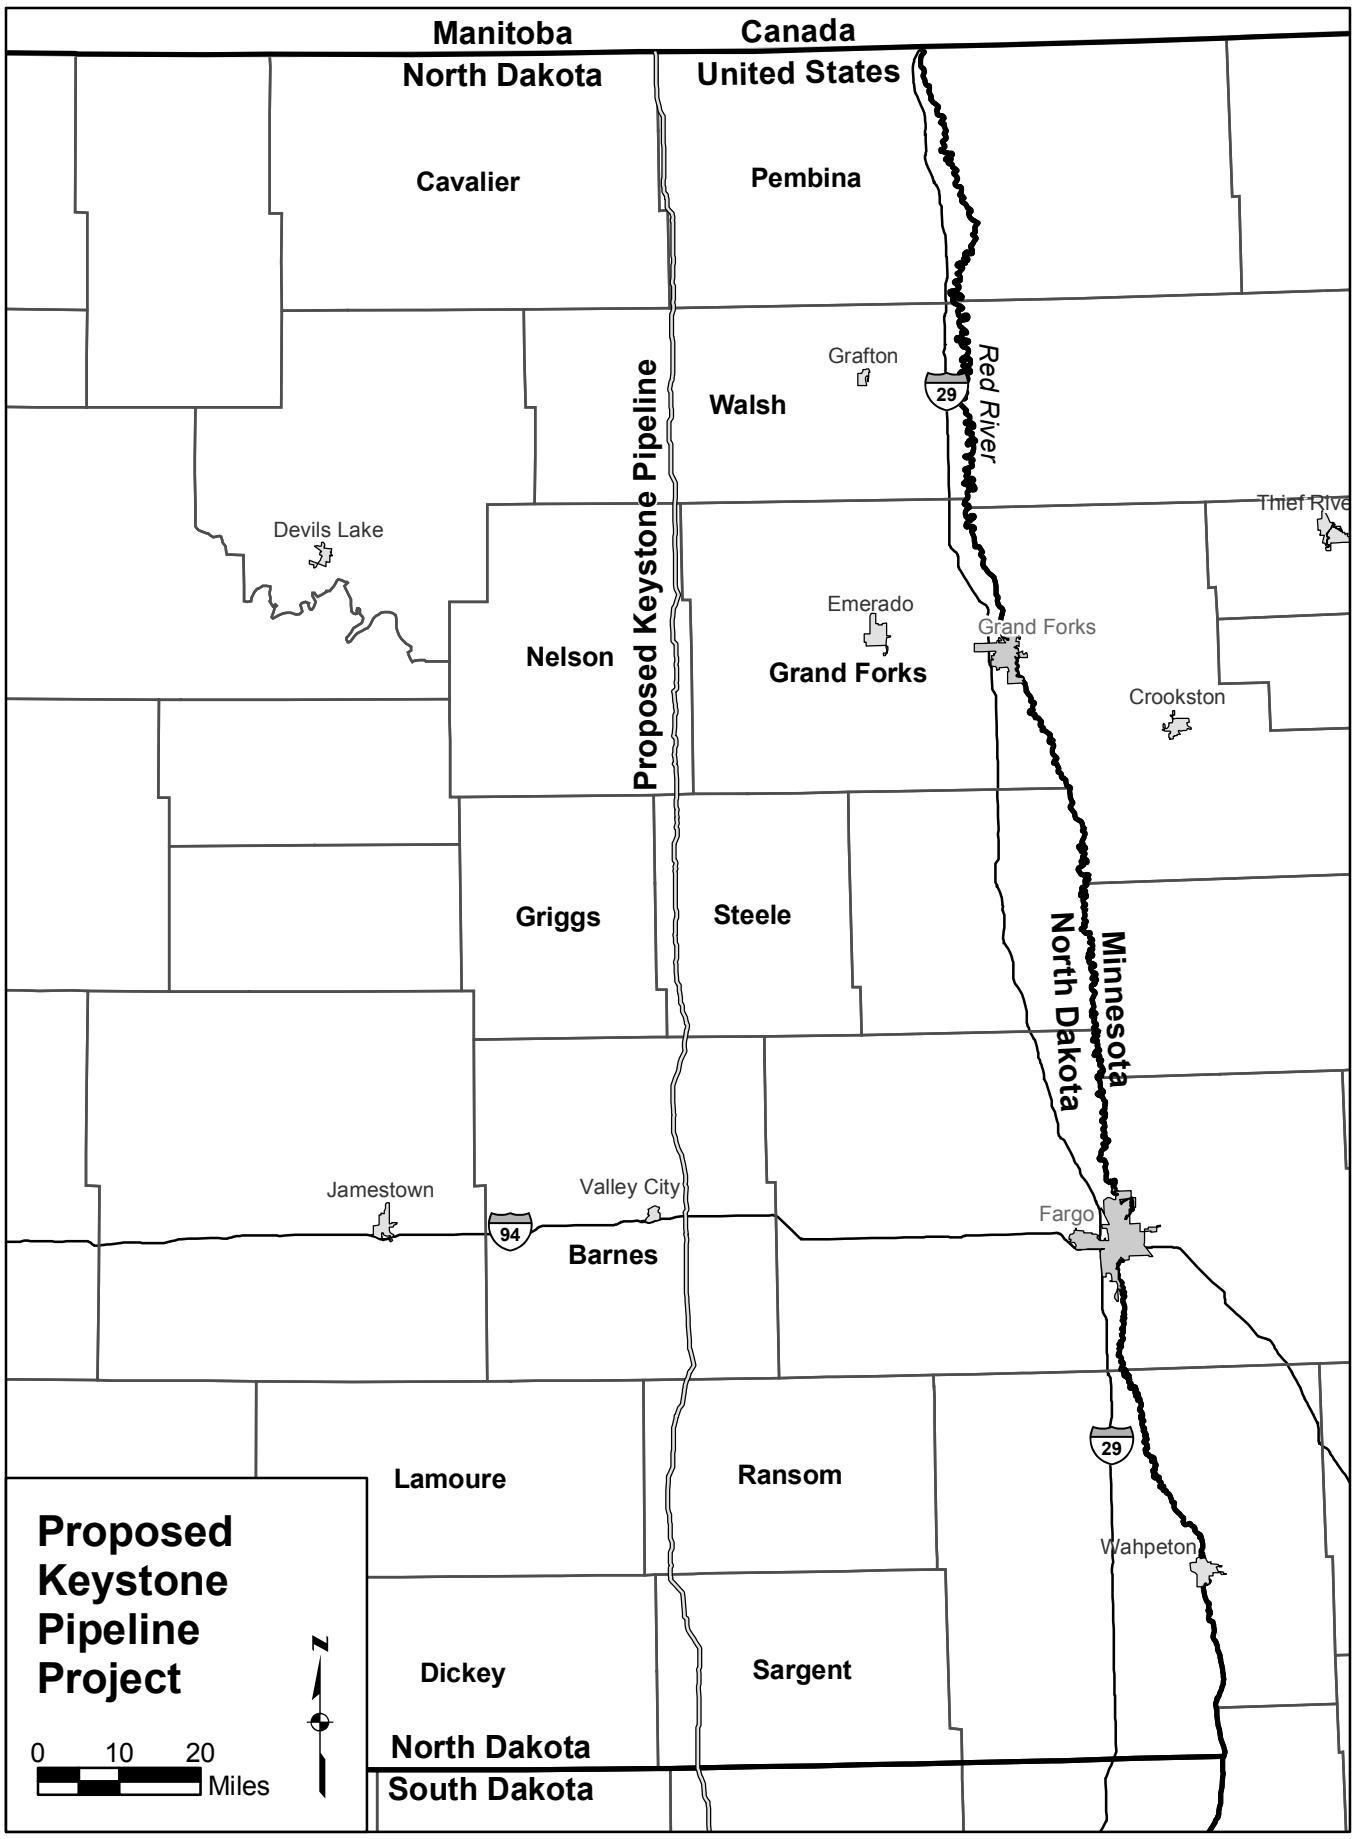 Manitoba
Canada
North Dakota
United States
Cavalier
Pembina
Grafton
Red River
29
Walsh
Proposed Keystone Pipeline
Thief Rive
Devils Lake
Emerado
Grand Forks
Nelson
Grand Forks
Crookston
Griggs
Steele
Minnesota
North Dakota
Jamestown
Valley City
Fargo
94
Barnes
29
Lamoure
Ransom
Wahpeton
Dickey
Sargent
North Dakota
South Dakota
Proposed
Keystone
Pipeline
Project
N
0 10 20
Miles